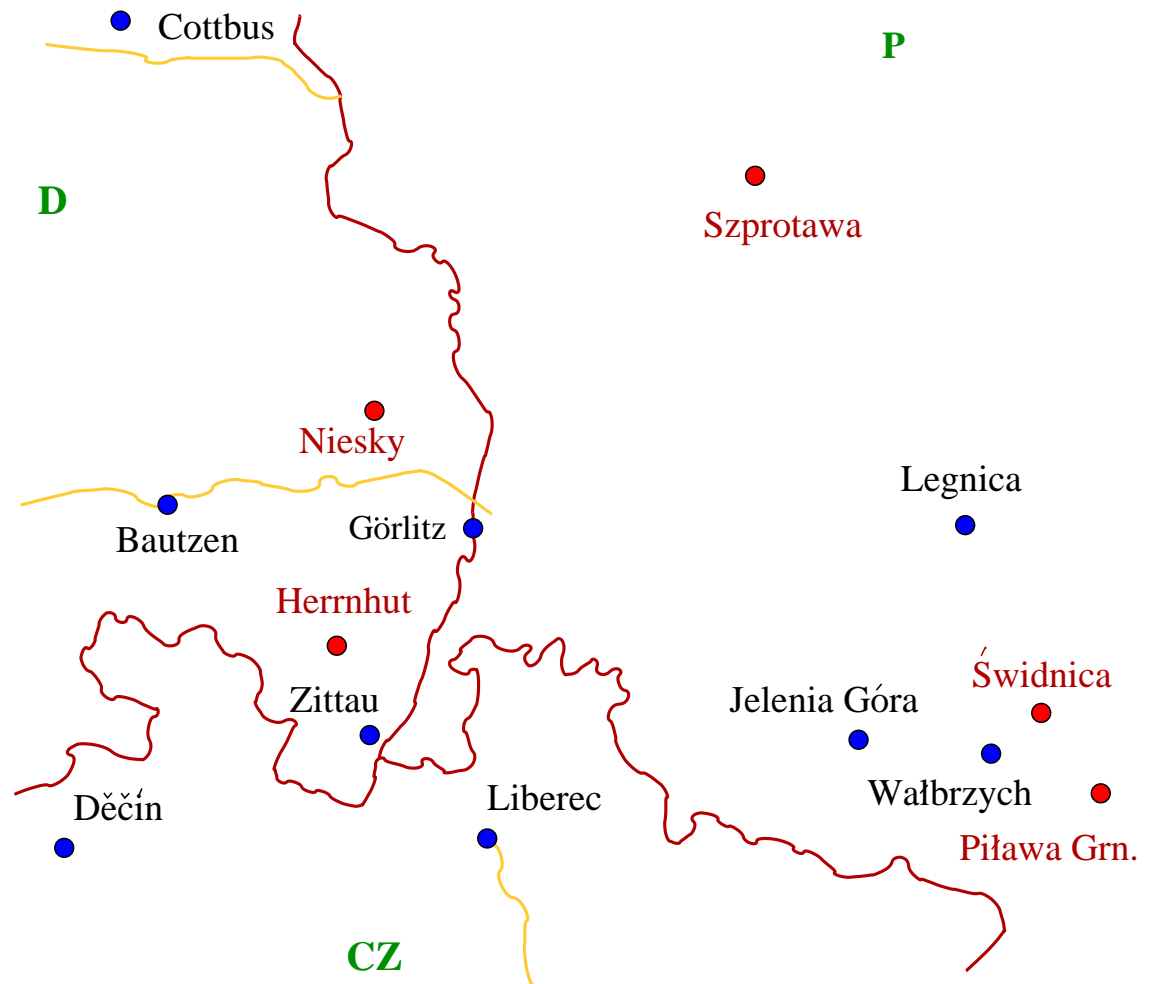 Cottbus
P
D
Szprotawa
Niesky
Legnica
Görlitz
Bautzen
Herrnhut
Świdnica
Zittau
Jelenia Góra
Wałbrzych
Liberec
Děčín
Piława Grn.
CZ